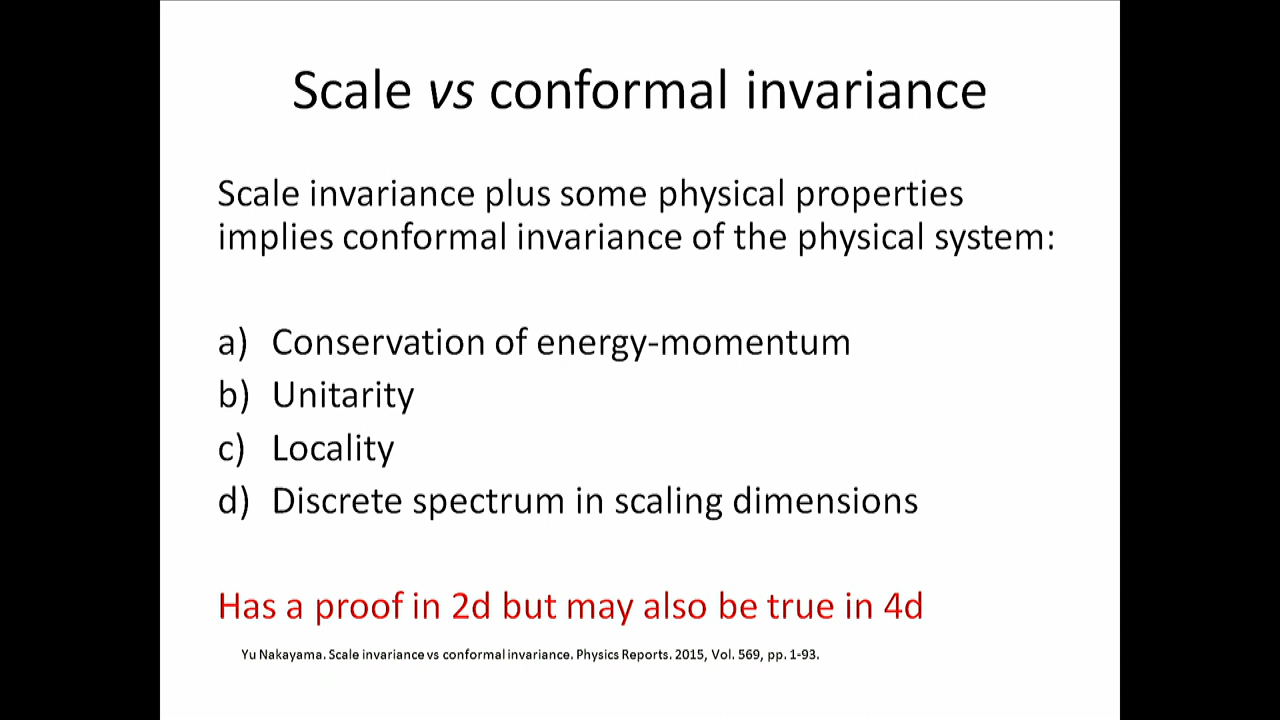 Scale vs conformal invariance
Scale invariance plus some physical properties
implies conformal invariance of the physical system:
a) Conservation of energy-momentum
b) Unitarity
c) Locality
d) Discrete spectrum in scaling dimensions
Has a proof in 2d but may also be true in 4d
Yu Nakayama. Scale invariance vs conformal invariance. Physics Reports. 2015, Vol. 569, pp. 1-93.